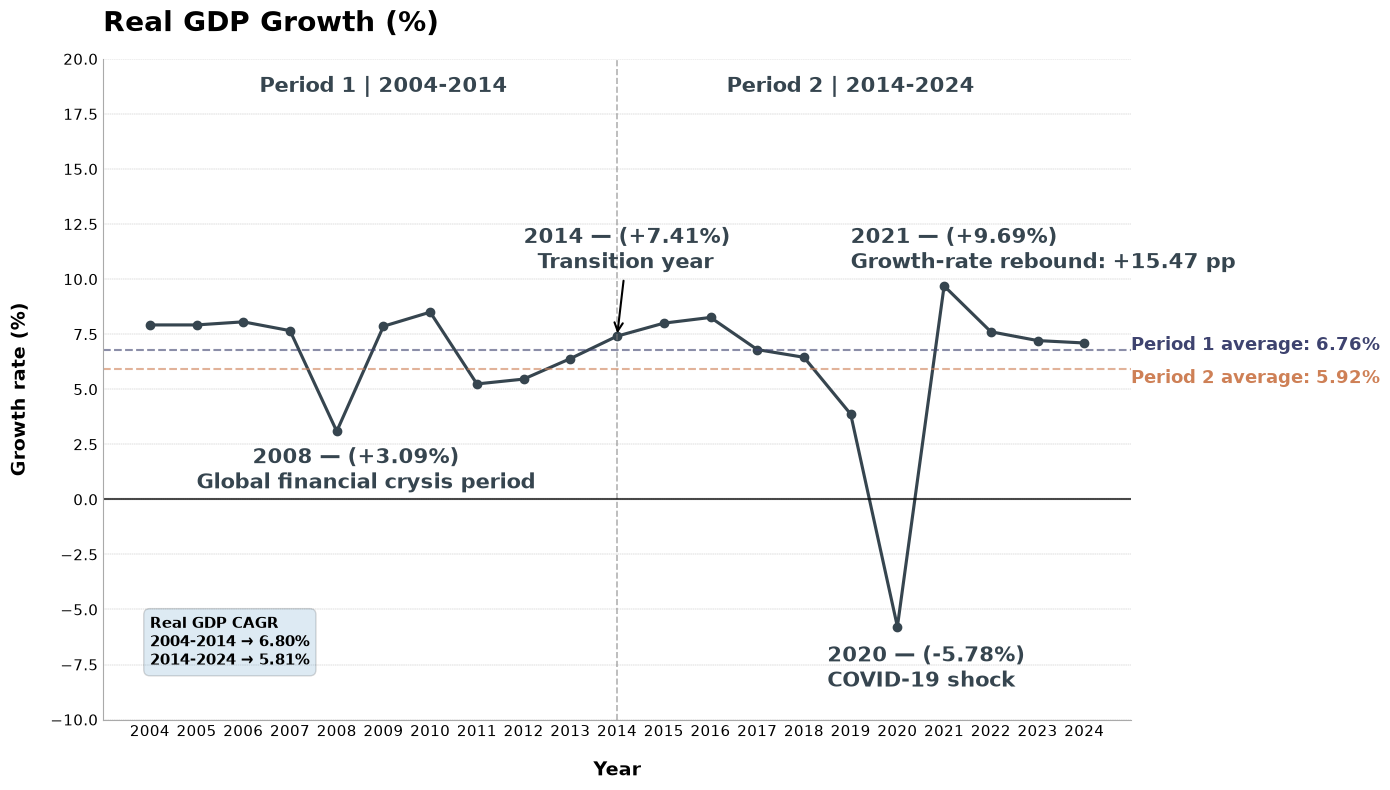 Real GDP Growth (%)
Period 1 | 2004-2014
Period 2 | 2014-2024
20.0
17.5
15.0
12.5
10.0
7.5
5.0
2.5
0.0
−2.5
−5.0
−7.5
−10.0
Growth rate (%)
2014 — (+7.41%)
Transition year
2021 — (+9.69%)
Growth-rate rebound: +15.47 pp
Period 1 average: 6.76%
Period 2 average: 5.92%
2008 — (+3.09%)
Global financial crysis period
Real GDP CAGR
2004-2014 → 6.80%
2014-2024 → 5.81%
2020 — (-5.78%)
COVID-19 shock
2004 2005 2006 2007 2008 2009 2010 2011 2012 2013 2014 2015 2016 2017 2018 2019 2020 2021 2022 2023 2024
Year